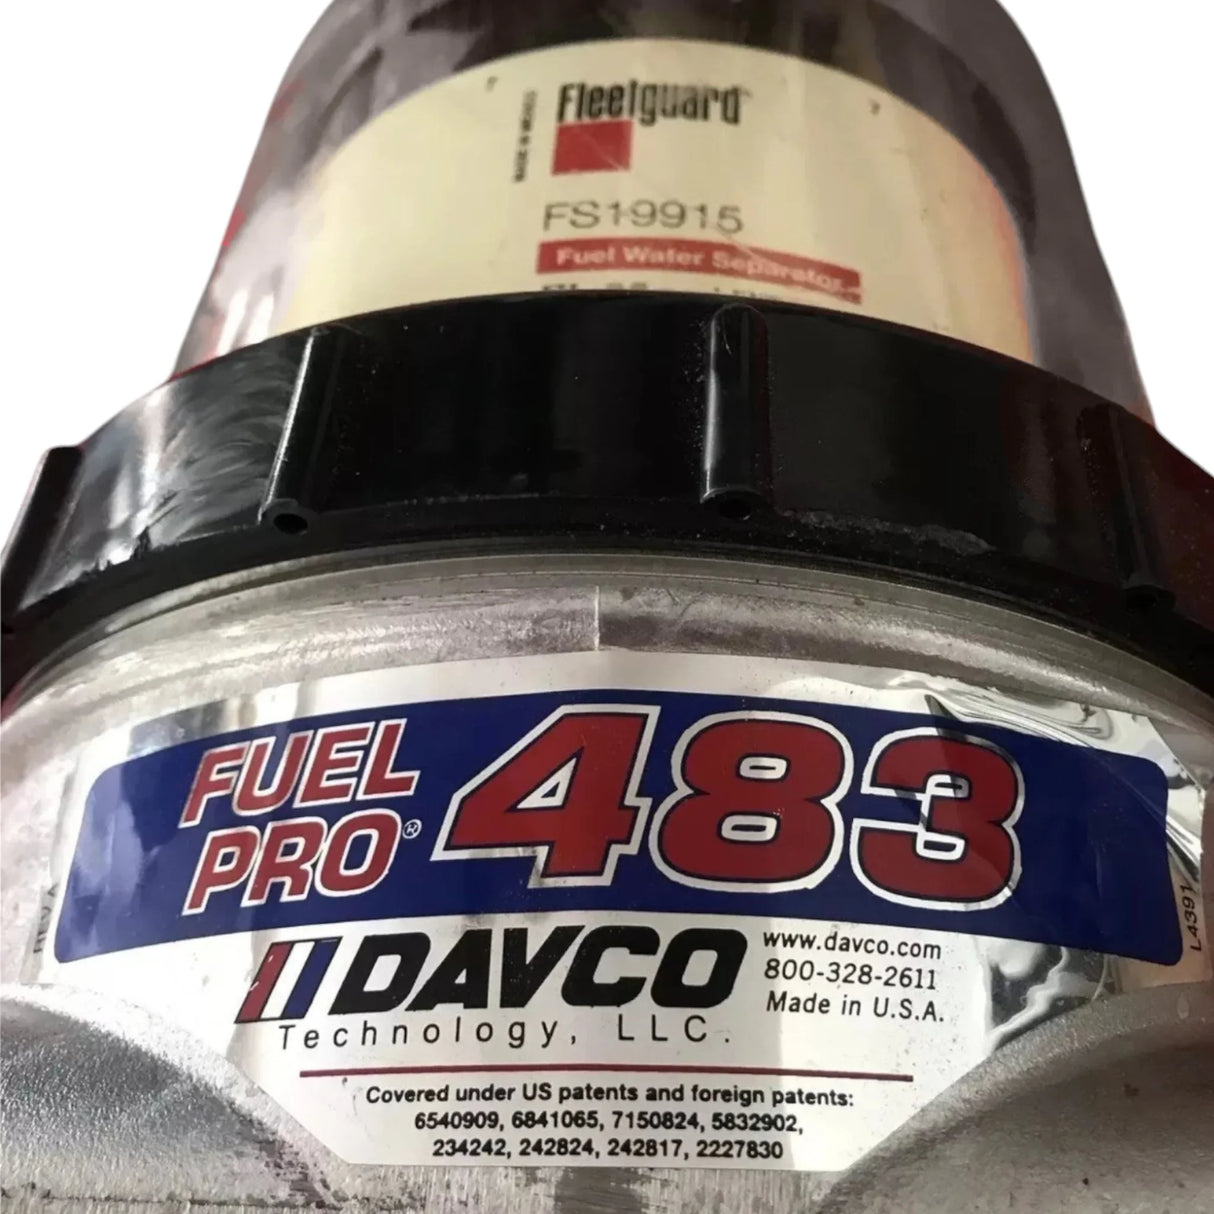 Fleetguard
FS19915
Fuel Water Separator
FUEL
PRO® 483
L4391
DAVCO
Technology, LLC.
www.davco.com
800-328-2611
Made in U.S.A.
Covered under US patents and foreign patents:
6540909, 6841065, 7150824, 5832902,
234242, 242824, 242817, 2227830